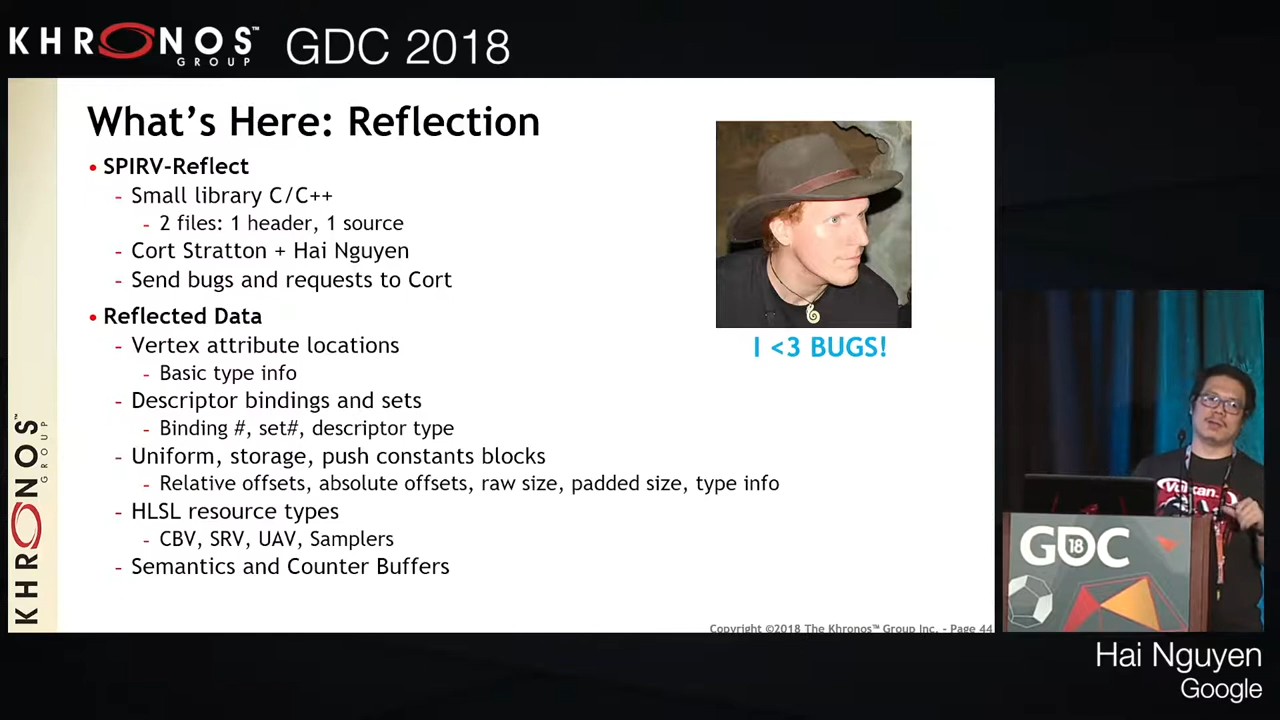 KHRONOS™ GROUP GDC 2018
What's Here: Reflection
• SPIRV-Reflect
- Small library C/C++
- 2 files: 1 header, 1 source
- Cort Stratton + Hai Nguyen
- Send bugs and requests to Cort
• Reflected Data
- Vertex attribute locations
- Basic type info
- Descriptor bindings and sets
- Binding #, set#, descriptor type
- Uniform, storage, push constants blocks
- Relative offsets, absolute offsets, raw size, padded size, type info
- HLSL resource types
- CBV, SRV, UAV, Samplers
- Semantics and Counter Buffers
I <3 BUGS!
KHRONOS™ GROUP
Copyright ©2018 The Khronos™ Group Inc. - Page 44
Vulkan
GDC 18
Hai Nguyen
Google